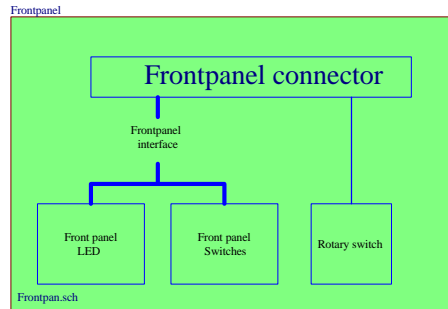 Frontpanel
Frontpanel connector
Frontpanel
interface
Front panel
LED
Front panel
Switches
Rotary switch
Frontpan.sch